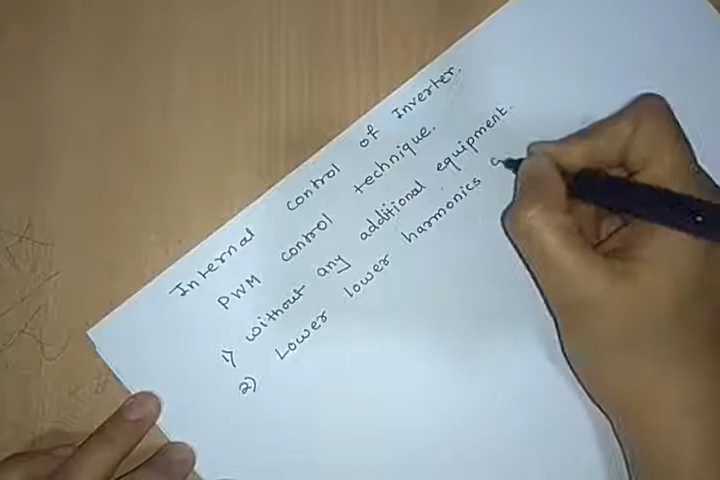 Internal control of Inverter.
PWM control technique.
1) without any additional equipment.
2) Lower lower harmonics